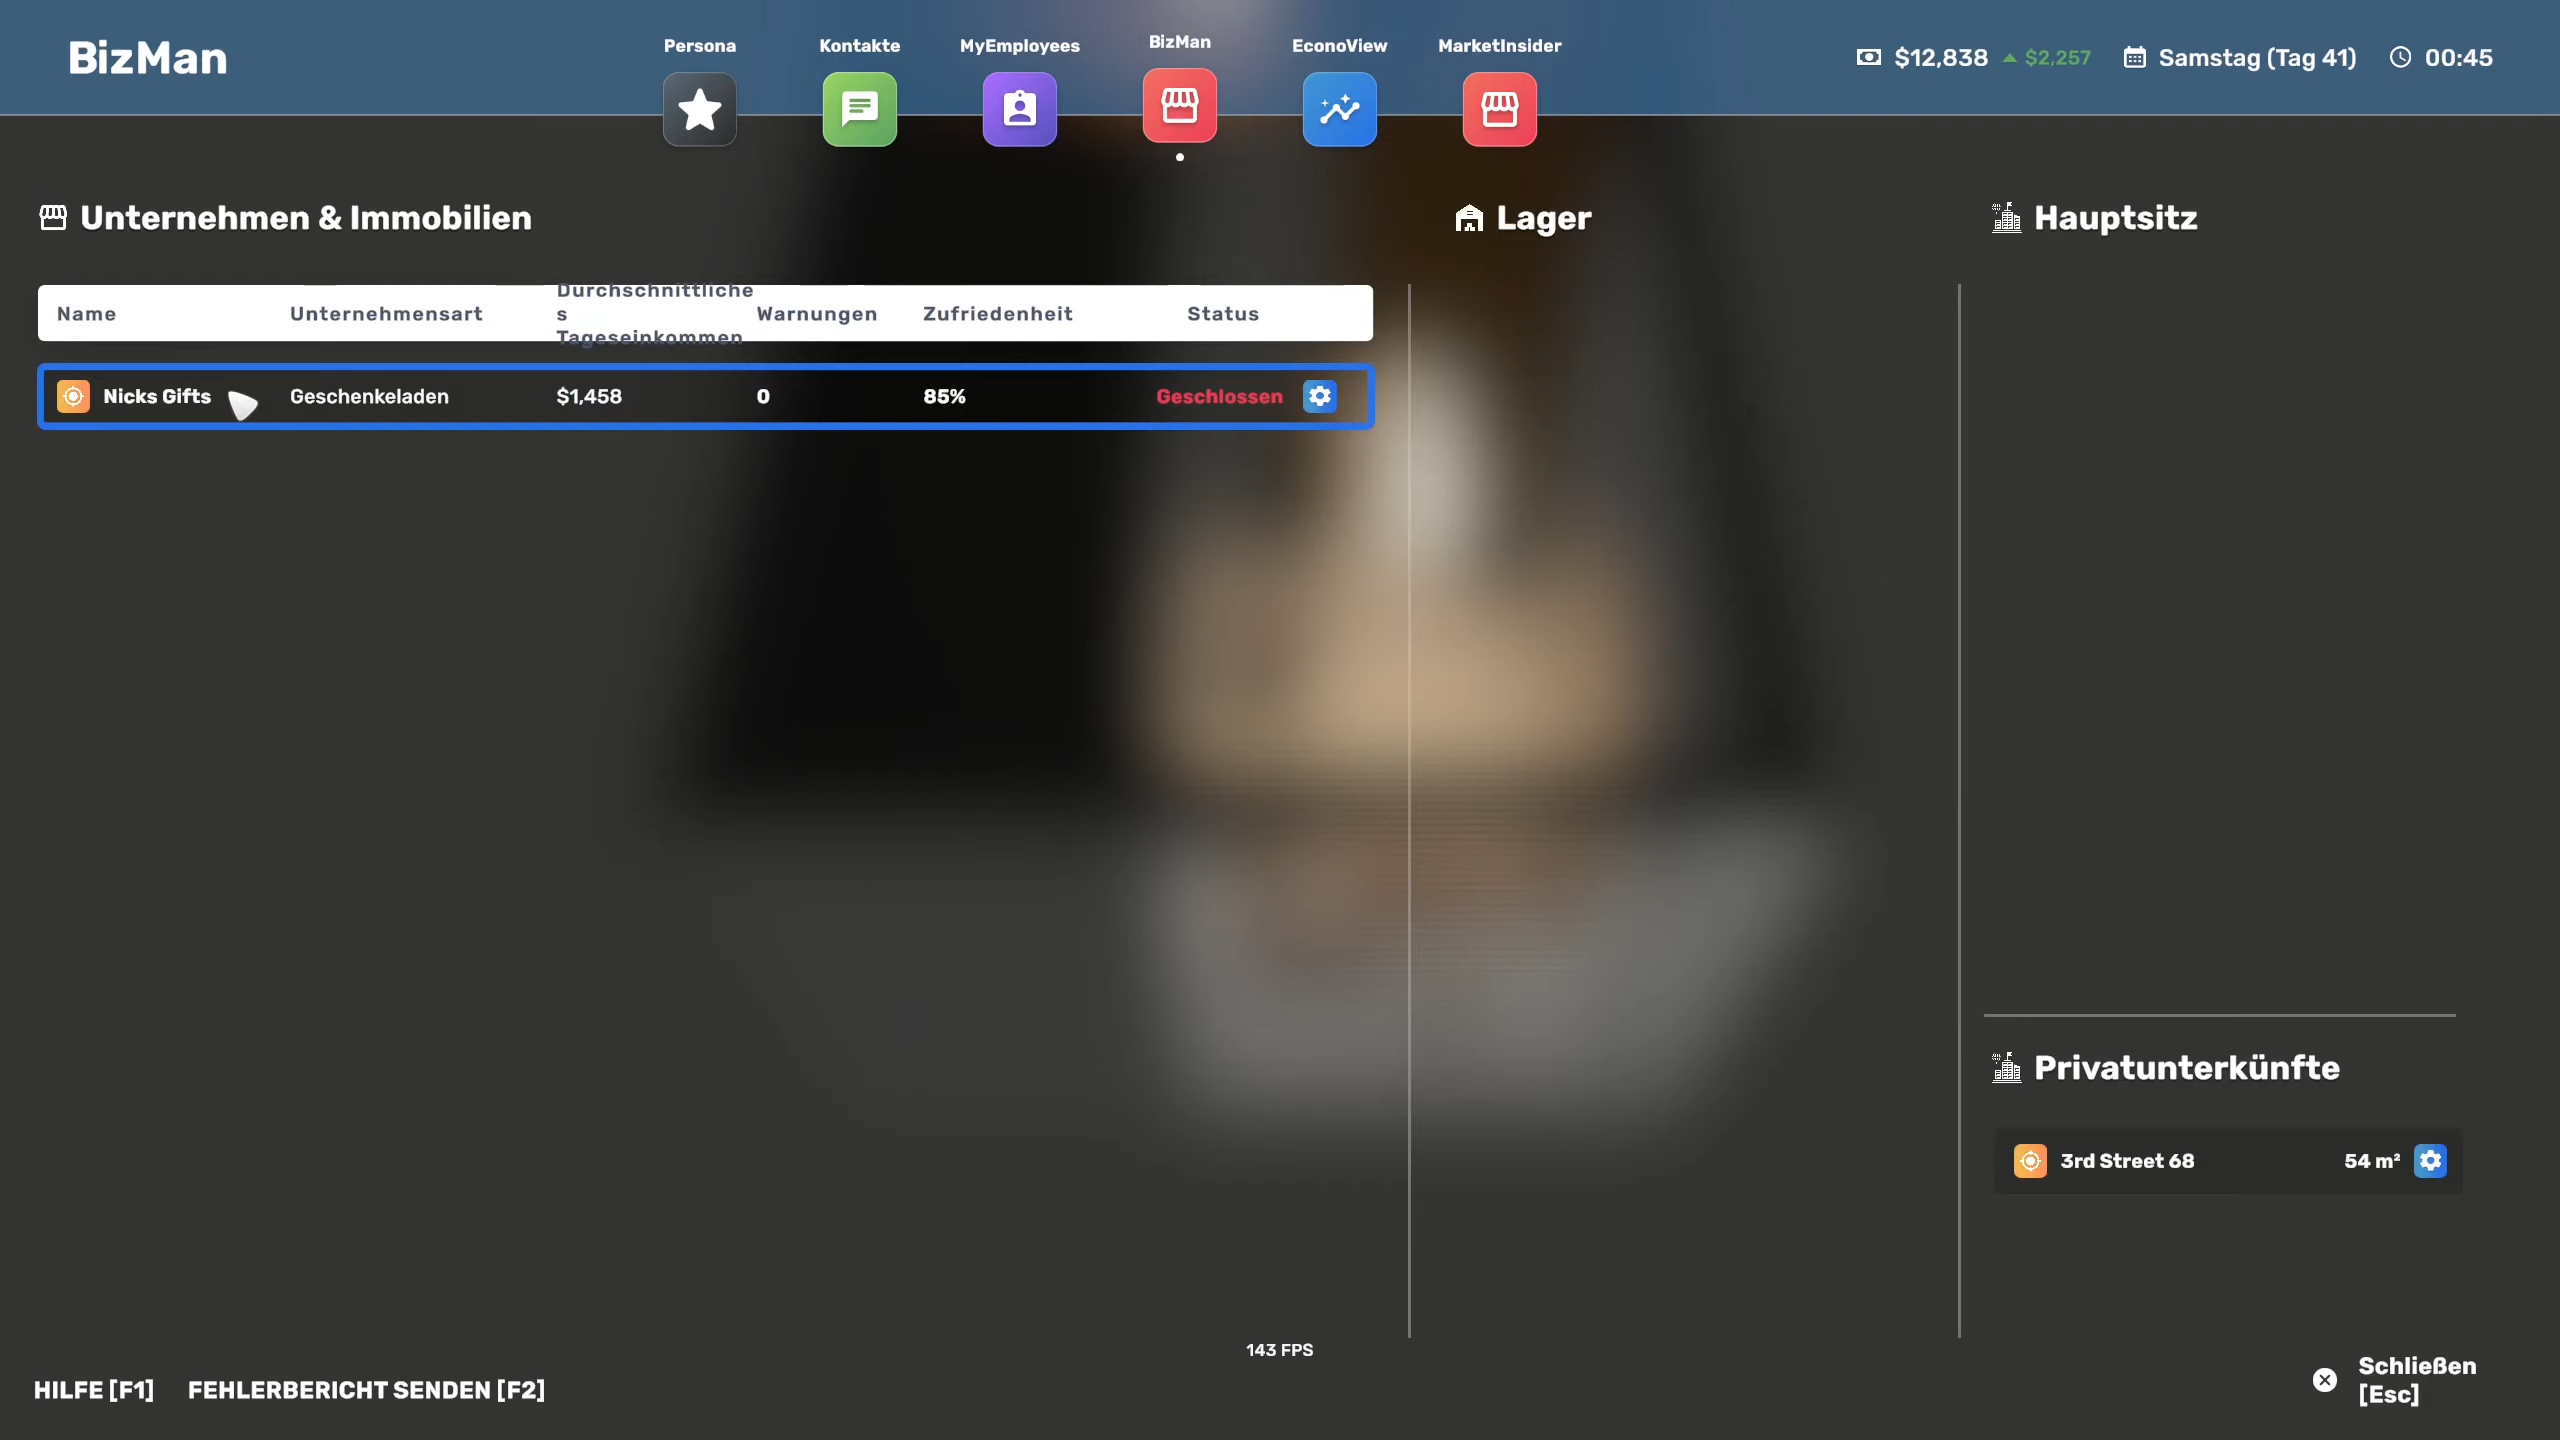 BizMan
Persona
Kontakte
MyEmployees
BizMan
EconoView
MarketInsider
$12,838 $2,257 Samstag (Tag 41) 00:45
Unternehmen & Immobilien
Name
Unternehmensart
Durchschnittliche
s
Tageseinkommen
Warnungen
Zufriedenheit
Status
Nicks Gifts
Geschenkeladen
$1,458
0
85%
Geschlossen
Lager
Hauptsitz
Privatunterkünfte
3rd Street 68
54 m²
143 FPS
HILFE [F1]
FEHLERBERICHT SENDEN [F2]
Schließen
[Esc]